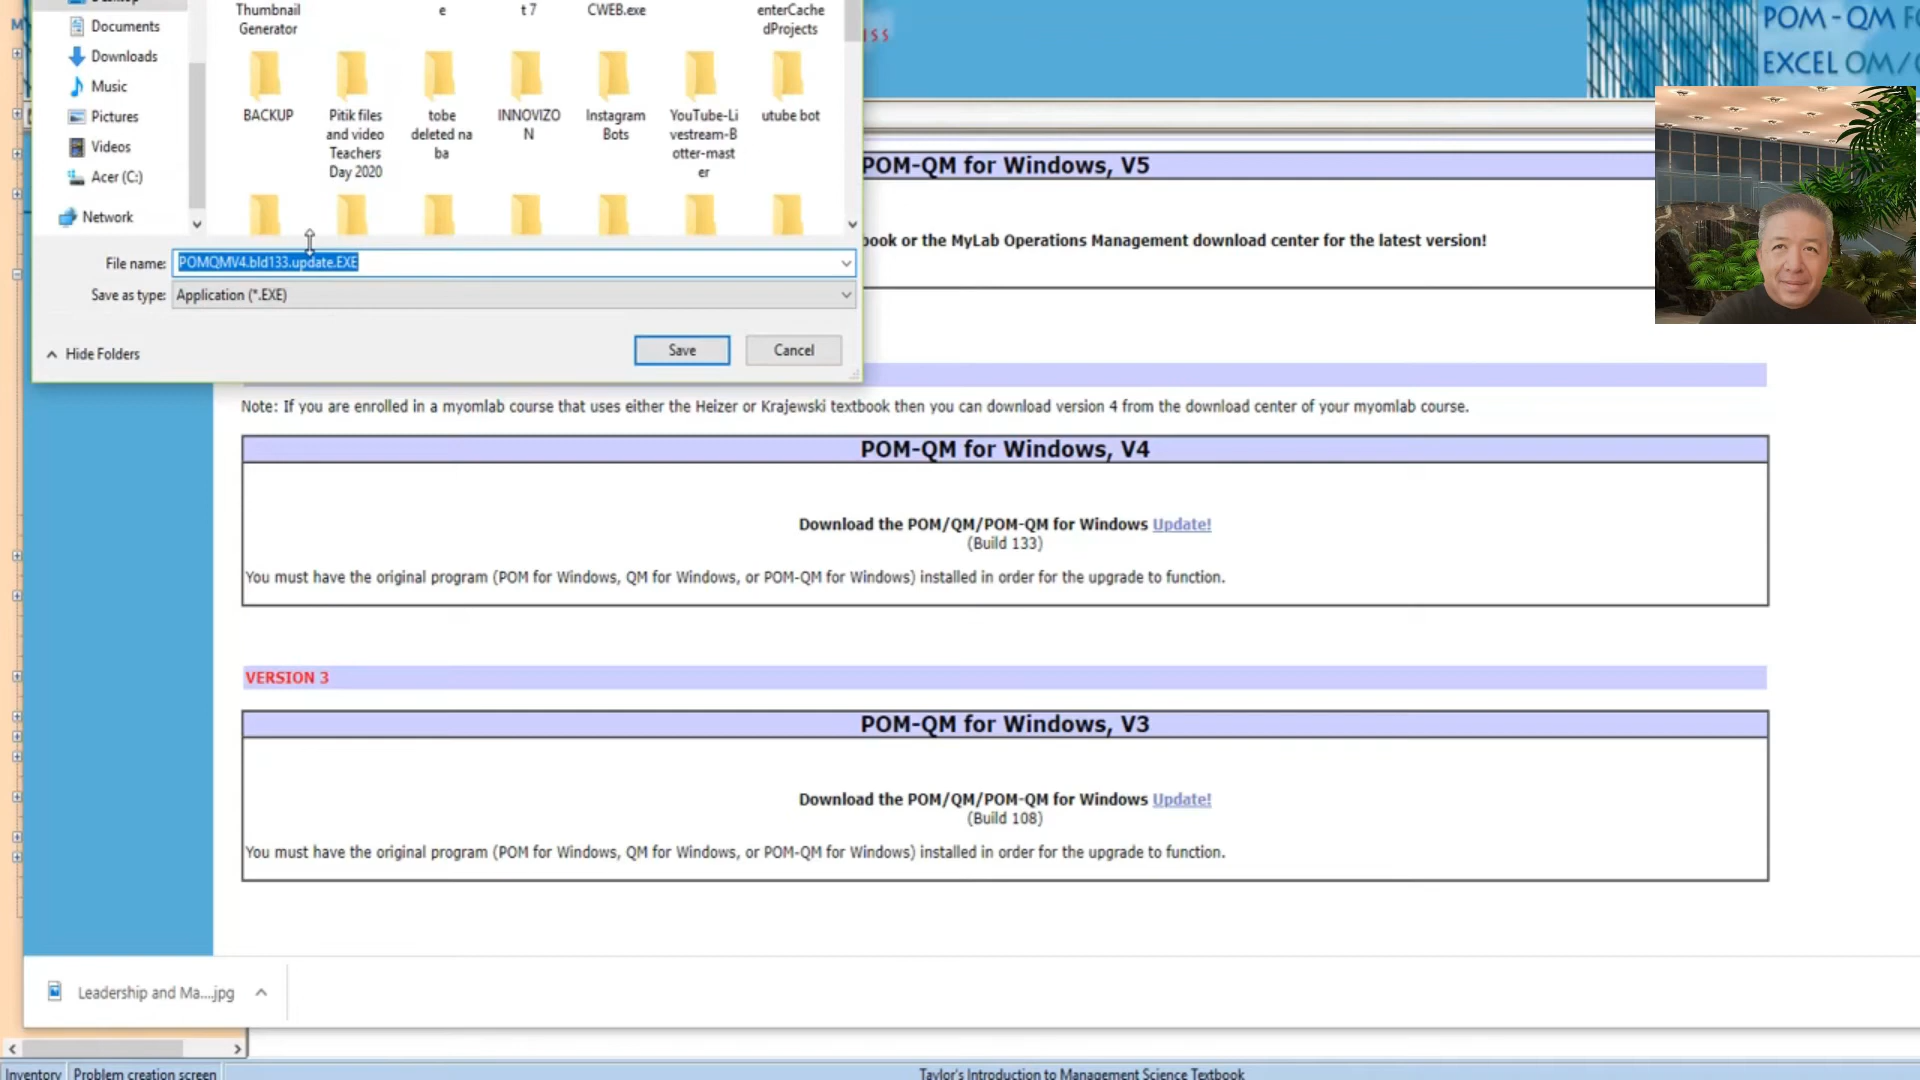 Documents
Downloads
Music
Pictures
Videos
Acer (C:)
Network
Thumbnail
Generator
e
t 7
CWEB.exe
enterCache
dProjects
BACKUP
Pitik files
and video
Teachers
Day 2020
tobe
deleted na
ba
INNOVIZO
N
Instagram
Bots
YouTube-Li
vestream-B
otter-mast
er
utube bot
File name: POMQMV4.bld133.update.EXE
Save as type: Application (*.EXE)
Hide Folders
Save
Cancel
ISS
POM - QM FO
EXCEL OM/
POM-QM for Windows, V5
book or the MyLab Operations Management download center for the latest version!
Note: If you are enrolled in a myomlab course that uses either the Heizer or Krajewski textbook then you can download version 4 from the download center of your myomlab course.
POM-QM for Windows, V4
Download the POM/QM/POM-QM for Windows Update!
(Build 133)
You must have the original program (POM for Windows, QM for Windows, or POM-QM for Windows) installed in order for the upgrade to function.
VERSION 3
POM-QM for Windows, V3
Download the POM/QM/POM-QM for Windows Update!
(Build 108)
You must have the original program (POM for Windows, QM for Windows, or POM-QM for Windows) installed in order for the upgrade to function.
Leadership and Ma....jpg
Inventory
Problem creation screen
Taylor's Introduction to Management Science Textbook